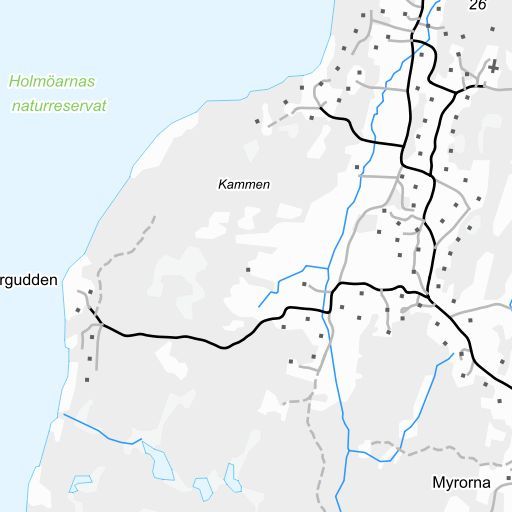 26
Holmöarnas
naturreservat
Kammen
rgudden
Myrorna